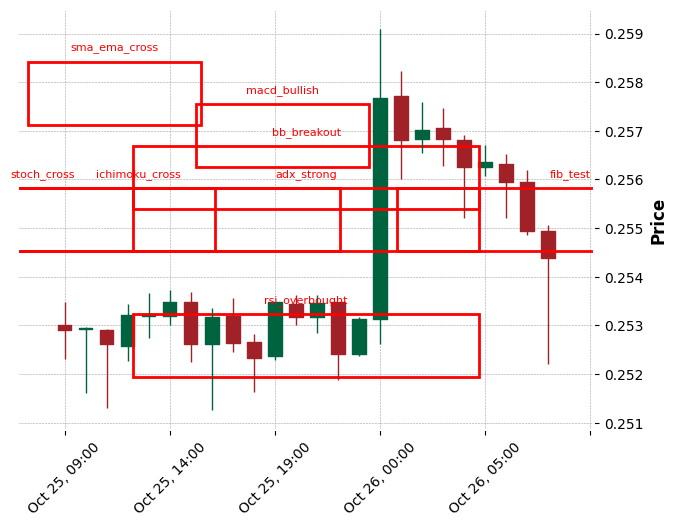 sma_ema_cross
macd_bullish
bb_breakout
stoch_cross
ichimoku_cross
adx_strong
fib_test
rsi_overbought
0.259
0.258
0.257
0.256
0.255
0.254
0.253
0.252
0.251
Price
Oct 25, 09:00
Oct 25, 14:00
Oct 25, 19:00
Oct 26, 00:00
Oct 26, 05:00